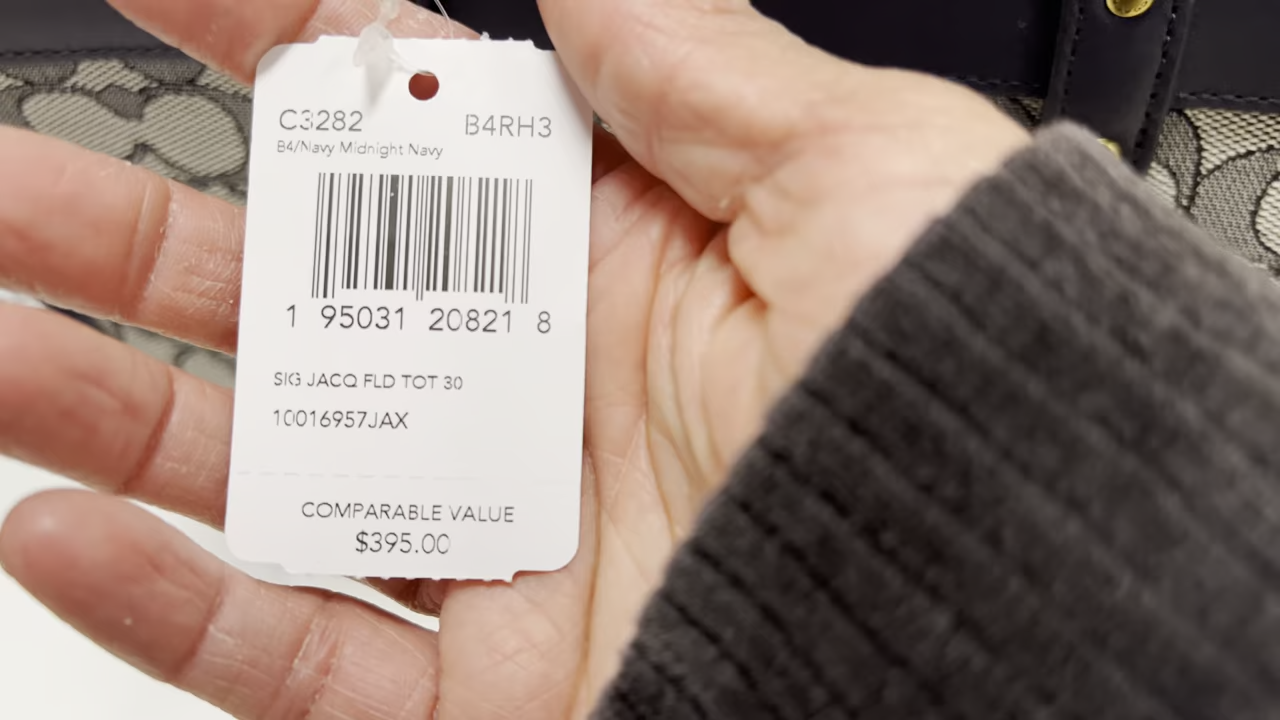 C3282 B4RH3
B4/Navy Midnight Navy
1 95031 20821 8
SIG JACQ FLD TOT 30
10016957JAX
COMPARABLE VALUE
$395.00